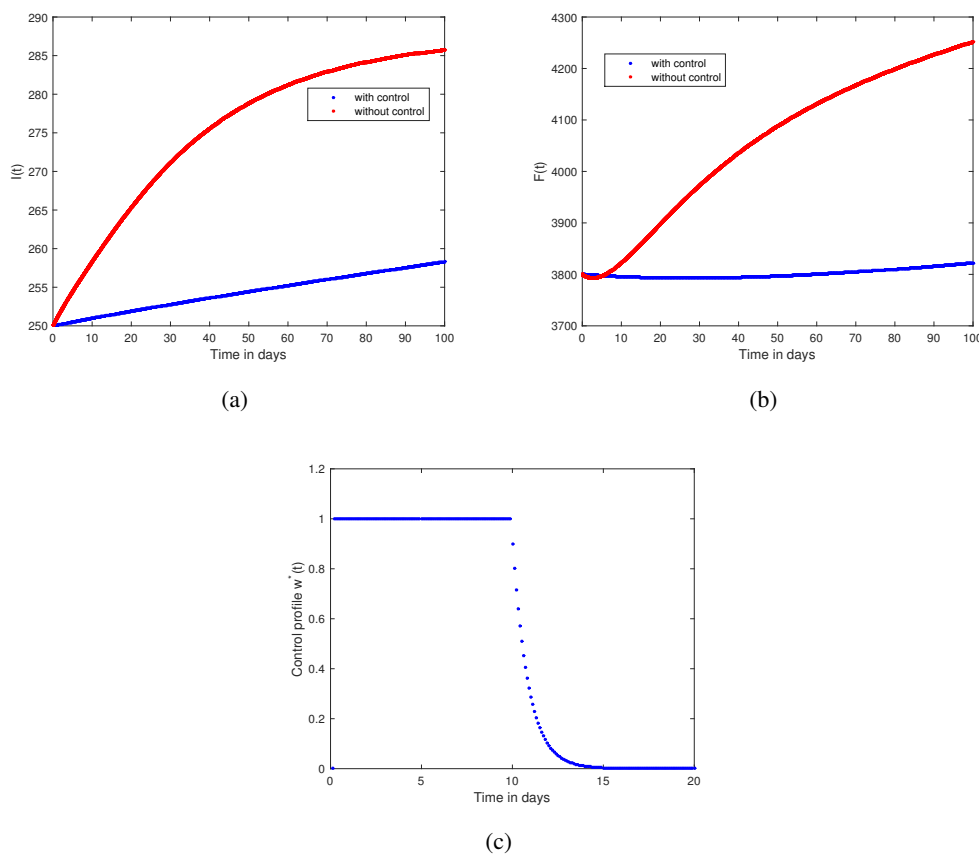 290
285
280
275
270
265
260
255
250
I(t)
with control
without control
0 10 20 30 40 50 60 70 80 90 100
Time in days
(a)
4300
4200
4100
4000
3900
3800
3700
F(t)
with control
without control
0 10 20 30 40 50 60 70 80 90 100
Time in days
(b)
1.2
1
0.8
0.6
0.4
0.2
0
Control profile w*(t)
0 5 10 15 20
Time in days
(c)